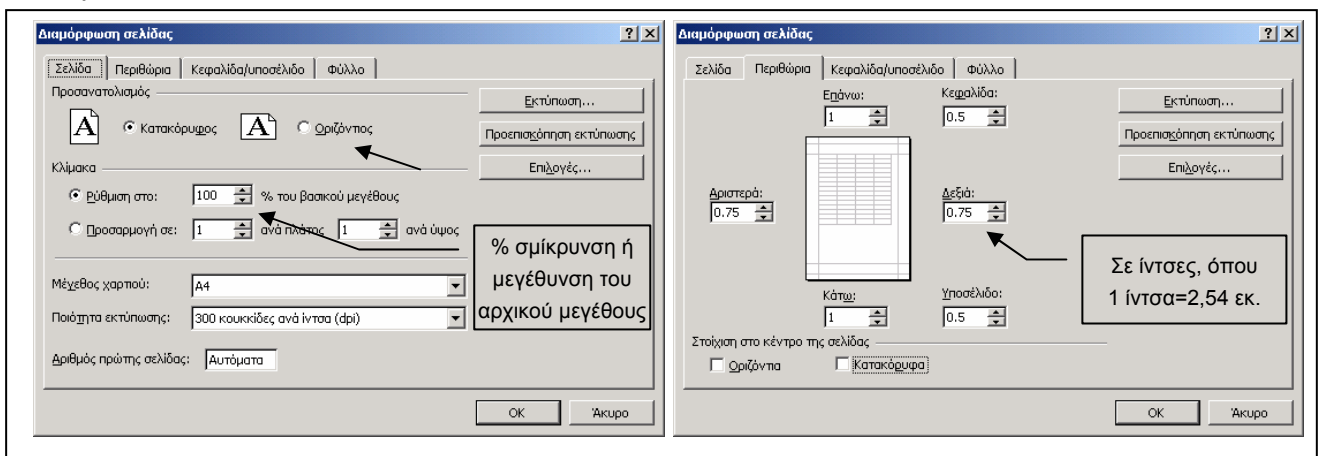 Διαμόρφωση σελίδας
Σελίδα Περιθώρια Κεφαλίδα/υποσέλιδο Φύλλο
Προσανατολισμός
A Κατακόρυφος A Οριζόντιος
Κλίμακα
Ρύθμιση στο: 100 % του βασικού μεγέθους
Προσαρμογή σε: 1 ανά πλάτος 1 ανά ύψος
Μέγεθος χαρτιού: A4
Ποιότητα εκτύπωσης: 300 κουκκίδες ανά ίντσα (dpi)
Αριθμός πρώτης σελίδας: Αυτόματα
Εκτύπωση...
Προεπισκόπηση εκτύπωσης
Επιλογές...
% σμίκρυνση ή
μεγέθυνση του
αρχικού μεγέθους
OK Άκυρο
Διαμόρφωση σελίδας
Σελίδα Περιθώρια Κεφαλίδα/υποσέλιδο Φύλλο
Επάνω: Κεφαλίδα:
1 0.5
Αριστερά: Δεξιά:
0.75 0.75
Κάτω: Υποσέλιδο:
1 0.5
Στοίχιση στο κέντρο της σελίδας
Οριζόντια Κατακόρυφα
Εκτύπωση...
Προεπισκόπηση εκτύπωσης
Επιλογές...
Σε ίντσες, όπου
1 ίντσα=2,54 εκ.
OK Άκυρο